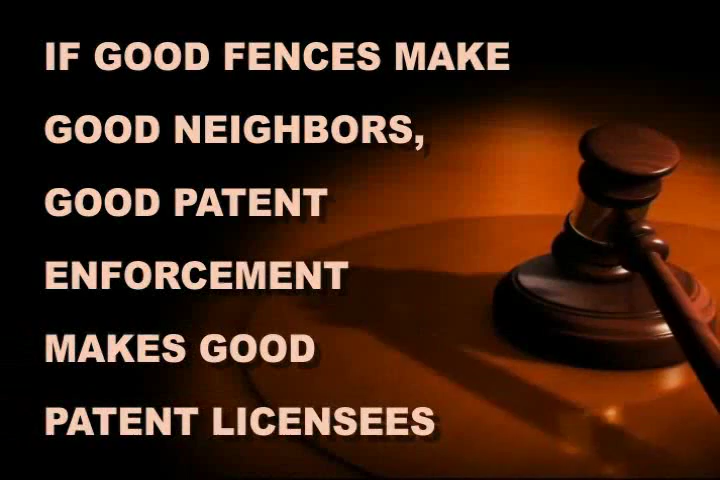 IF GOOD FENCES MAKE
GOOD NEIGHBORS,
GOOD PATENT
ENFORCEMENT
MAKES GOOD
PATENT LICENSEES